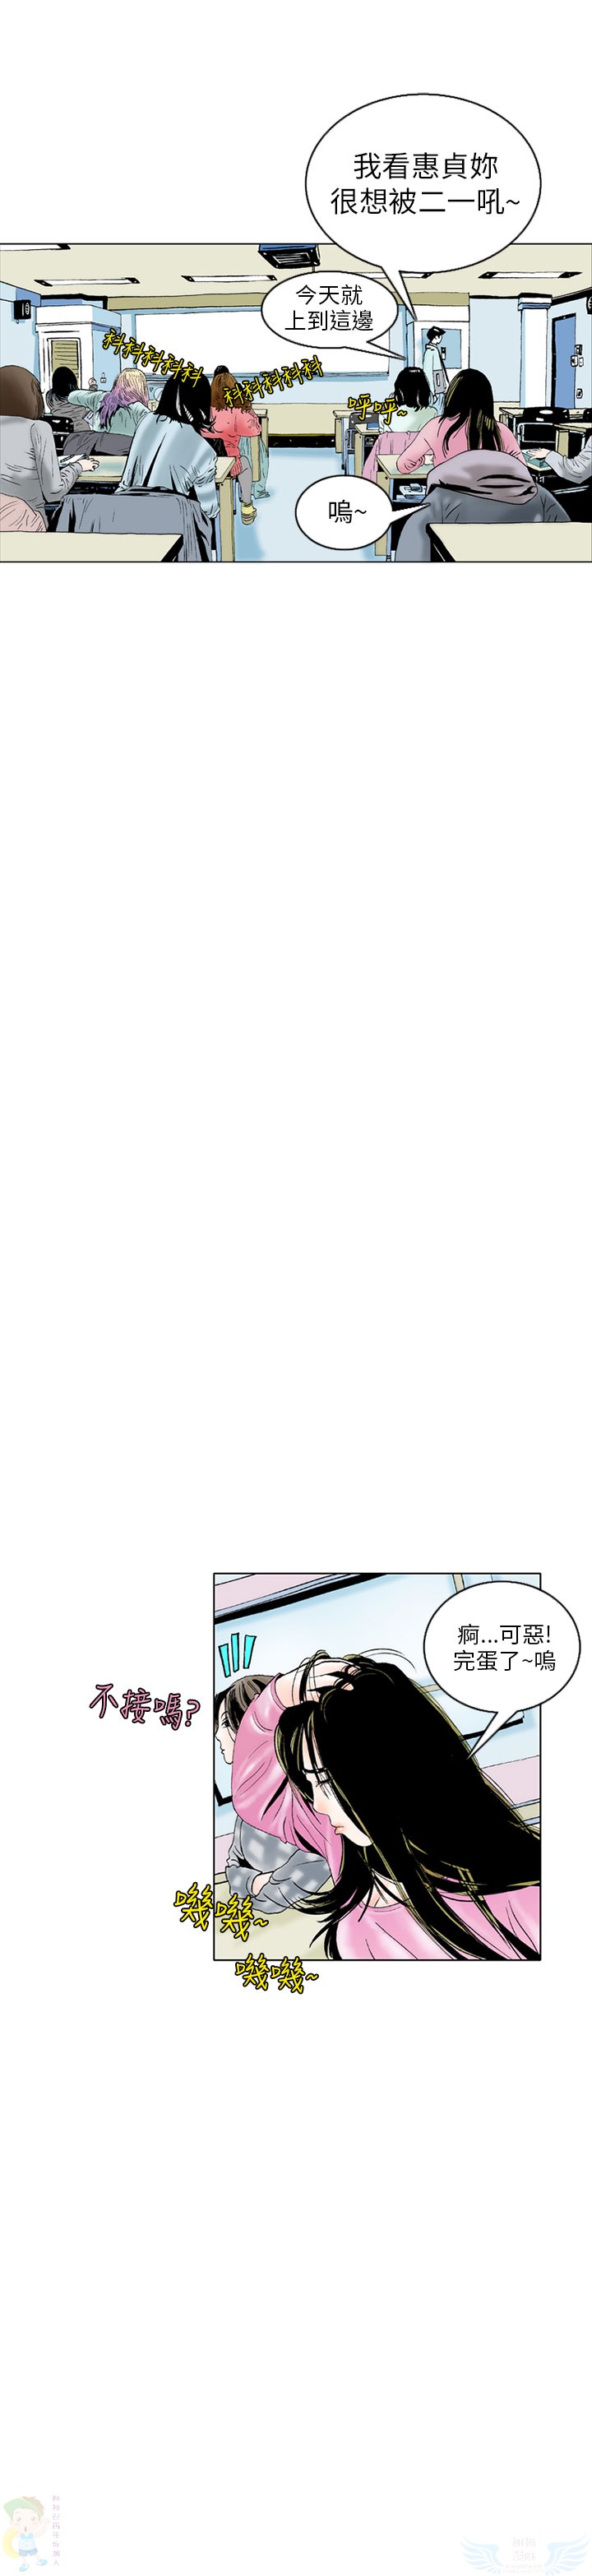 我看惠貞妳
很想被二一吼~
今天就
上到這邊
科科科科科
科科科科科
呼呼~
嗚~
痾...可惡!
完蛋了~嗚
不接嗎?
嘰嘰~
嘰嘰~